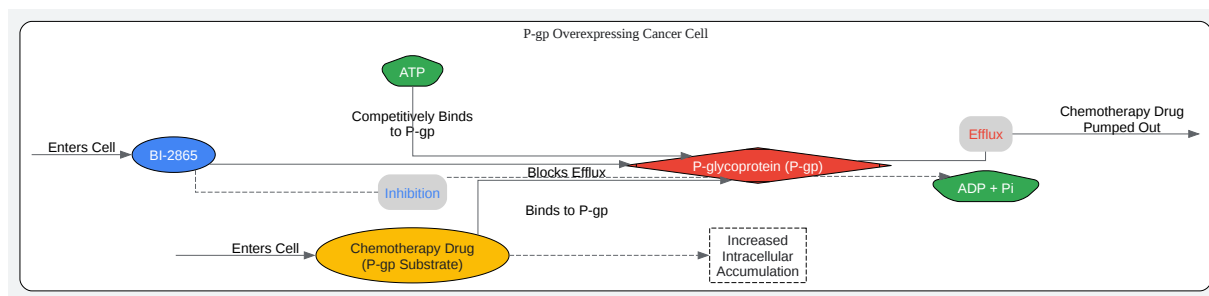 P-gp Overexpressing Cancer Cell
ATP
Competitively Binds
to P-gp
Chemotherapy Drug
Pumped Out
Efflux
Enters Cell
BI-2865
P-glycoprotein (P-gp)
Blocks Efflux
Inhibition
ADP + Pi
Binds to P-gp
Enters Cell
Chemotherapy Drug
(P-gp Substrate)
Increased
Intracellular
Accumulation